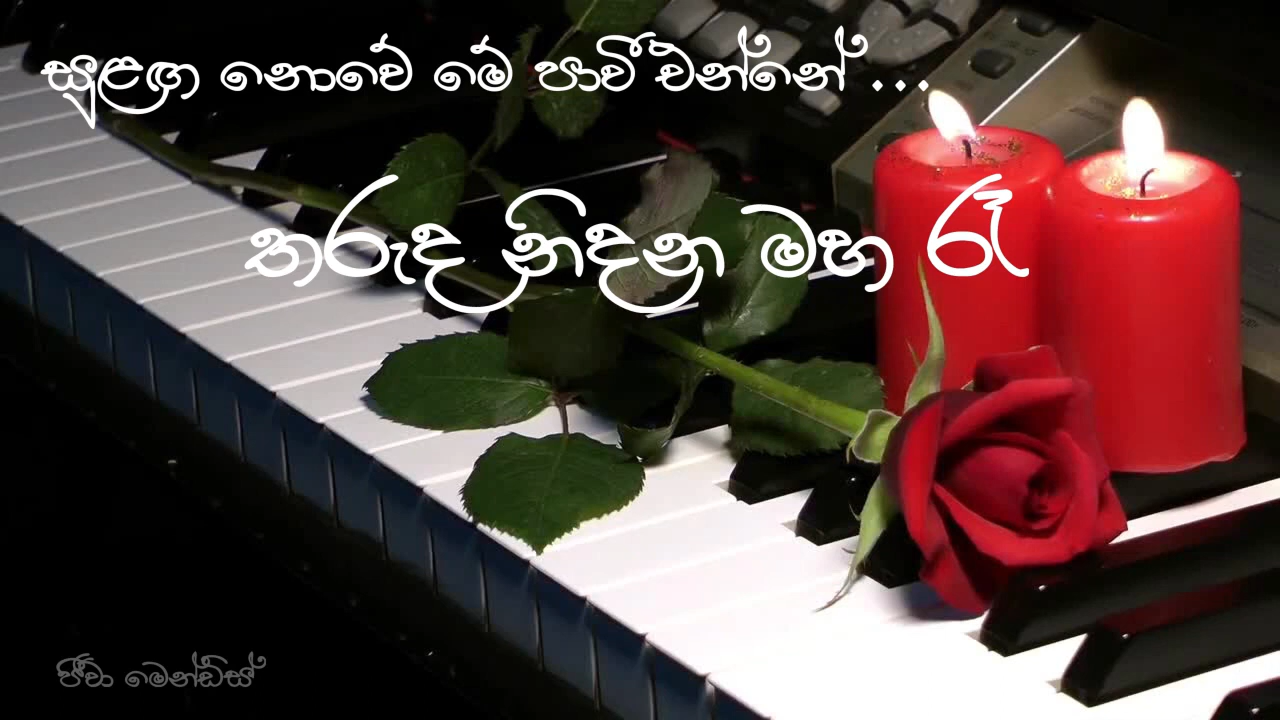 සුළඟ නොවේ මේ පාවී එන්නේ ...
තරුද නිදන මහ රෑ
ජීවා මෙන්ඩිස්